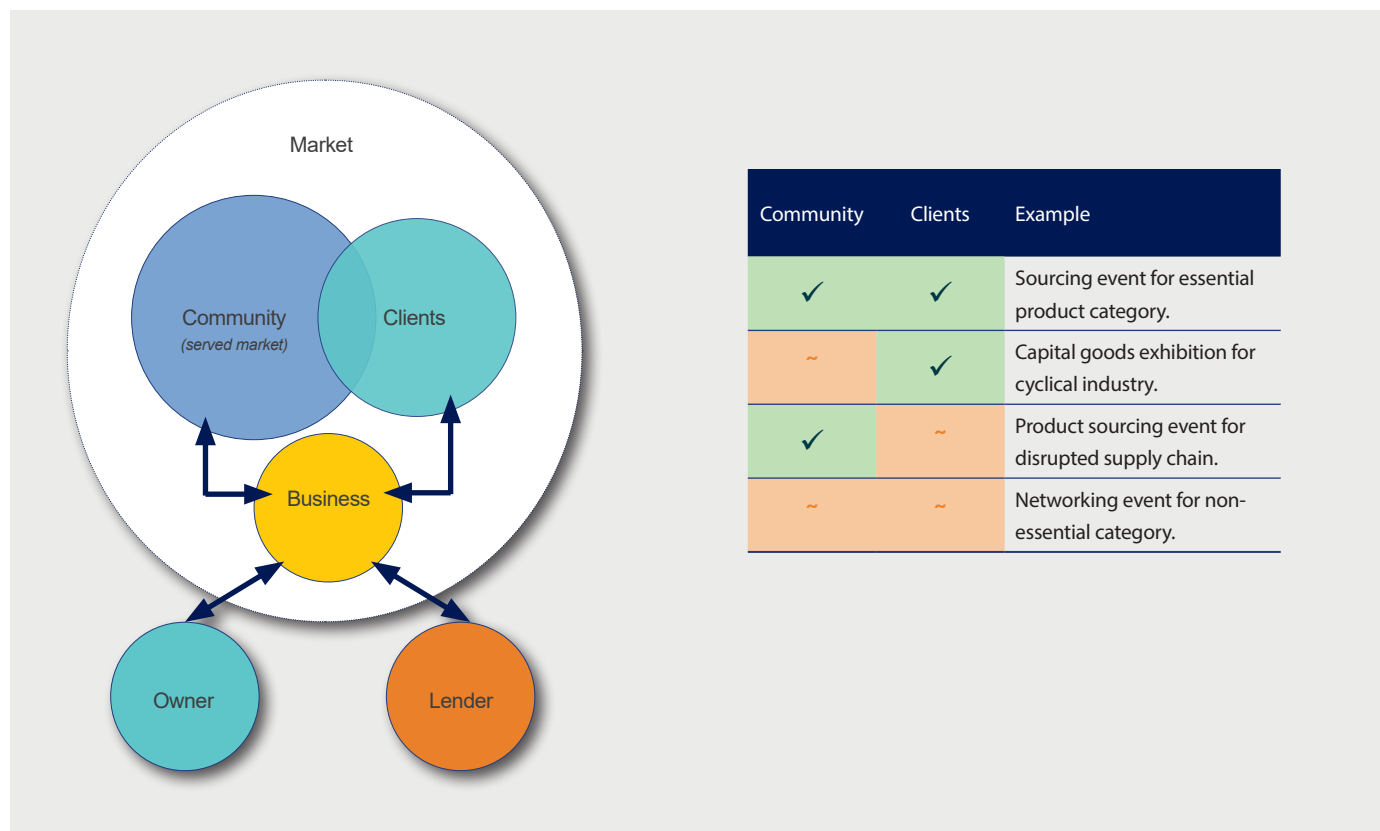 Market
Community
(served market)
Clients
Business
Owner
Lender
Community Clients Example
✓ ✓ Sourcing event for essential
product category.
~ ✓ Capital goods exhibition for
cyclical industry.
✓ ~ Product sourcing event for
disrupted supply chain.
~ ~ Networking event for non-
essential category.